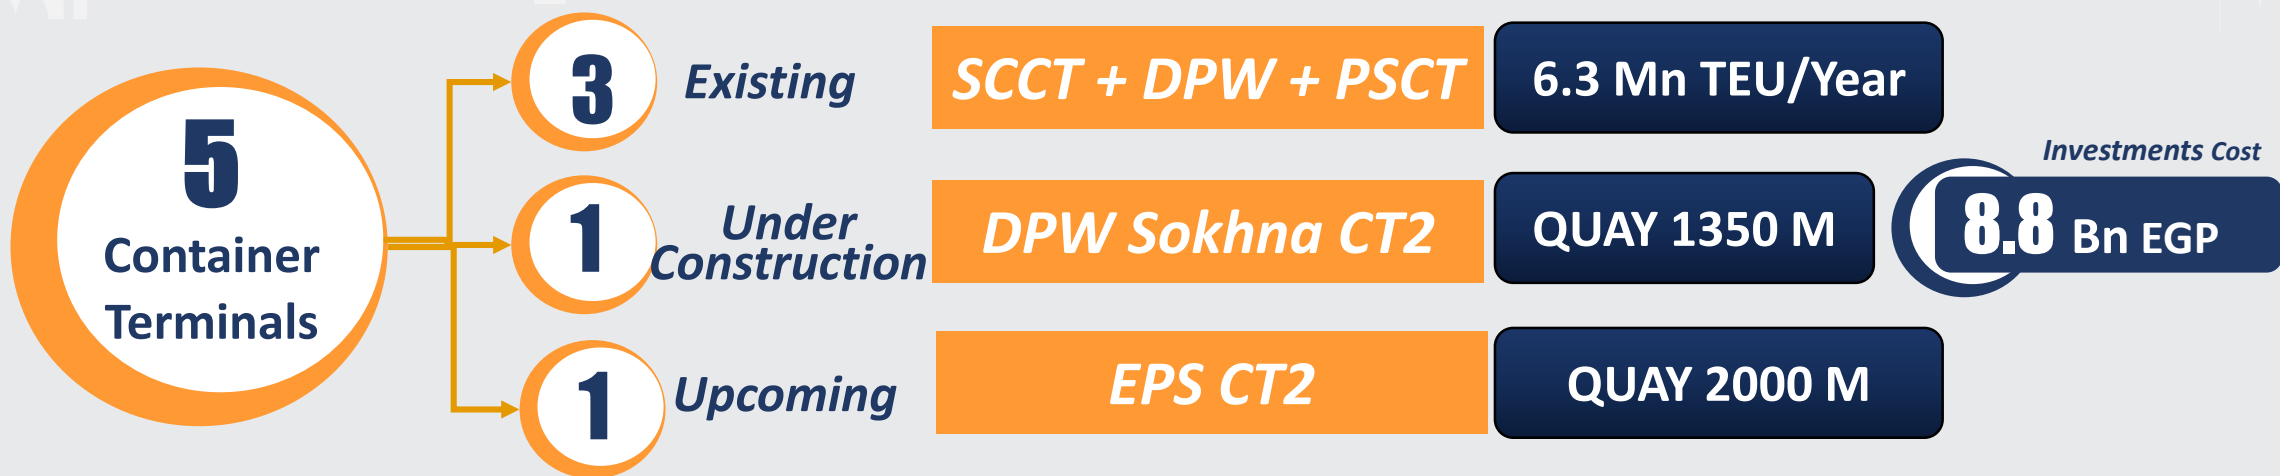 5
Container
Terminals
3
Existing
SCCT + DPW + PSCT
6.3 Mn TEU/Year
1
Under
Construction
DPW Sokhna CT2
QUAY 1350 M
Investments Cost
8.8 Bn EGP
1
Upcoming
EPS CT2
QUAY 2000 M